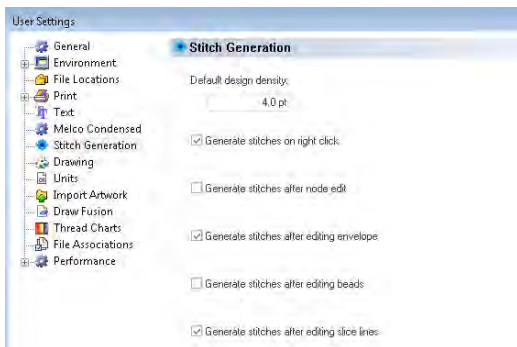 User Settings
General
Environment
File Locations
Print
Text
Melco Condensed
Stitch Generation
Drawing
Units
Import Artwork
Draw Fusion
Thread Charts
File Associations
Performance
Stitch Generation
Default design density:
4.0 pt
Generate stitches on right click
Generate stitches after node edit
Generate stitches after editing envelope
Generate stitches after editing beads
Generate stitches after editing slice lines